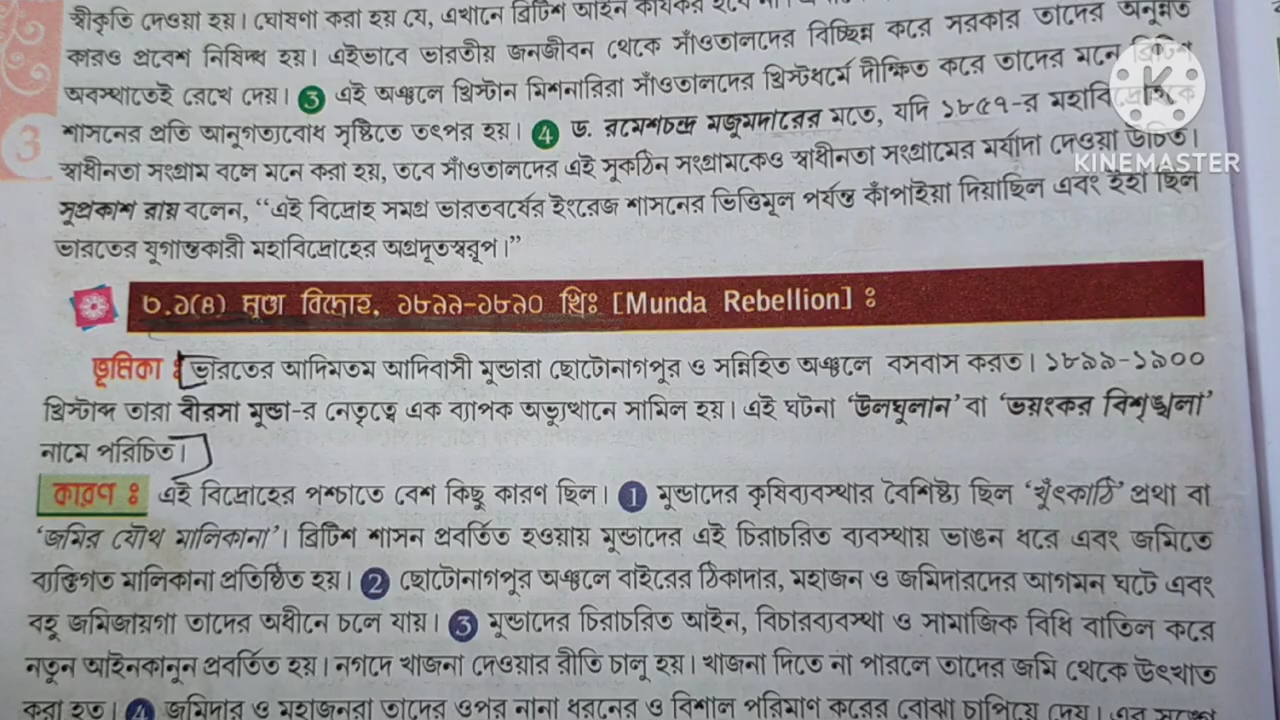 স্বীকৃতি দেওয়া হয়। ঘোষণা করা হয় যে, এখানে ব্রিটিশ আইন কার্যকর হবে না।
কারও প্রবেশ নিষিদ্ধ হয়। এইভাবে ভারতীয় জনজীবন থেকে সাঁওতালদের বিচ্ছিন্ন করে সরকার তাদের অনুন্নত
অবস্থাতেই রেখে দেয়। 3 এই অঞ্চলে খ্রিস্টান মিশনারিরা সাঁওতালদের খ্রিস্টধর্মে দীক্ষিত করে তাদের মনে ব্রিটিশ
শাসনের প্রতি আনুগত্যবোধ সৃষ্টিতে তৎপর হয়। 4 ড. রমেশচন্দ্র মজুমদারের মতে, যদি ১৮৫৭-র মহাবিদ্রোহকে
স্বাধীনতা সংগ্রাম বলে মনে করা হয়, তবে সাঁওতালদের এই সুকঠিন সংগ্রামকেও স্বাধীনতা সংগ্রামের মর্যাদা দেওয়া উচিত।
সুপ্রকাশ রায় বলেন, “এই বিদ্রোহ সমগ্র ভারতবর্ষের ইংরেজ শাসনের ভিত্তিমূল পর্যন্ত কাঁপাইয়া দিয়াছিল এবং ইহা ছিল
ভারতের যুগান্তকারী মহাবিদ্রোহের অগ্রদূতস্বরূপ।”
3
K
KINEMASTER
[Munda Rebellion] :
ভূমিকা : ভারতের আদিমতম আদিবাসী মুন্ডারা ছোটোনাগপুর ও সন্নিহিত অঞ্চলে বসবাস করত। ১৮৯৯-১৯০০
খ্রিস্টাব্দ তারা বীরসা মুন্ডা-র নেতৃত্বে এক ব্যাপক অভ্যুত্থানে সামিল হয়। এই ঘটনা ‘উলঘুলান’ বা ‘ভয়ংকর বিশৃঙ্খলা’
নামে পরিচিত।
কারণ : এই বিদ্রোহের পশ্চাতে বেশ কিছু কারণ ছিল। 1 মুন্ডাদের কৃষিব্যবস্থার বৈশিষ্ট্য ছিল ‘খুঁৎকাঠি’ প্রথা বা
‘জমির যৌথ মালিকানা’। ব্রিটিশ শাসন প্রবর্তিত হওয়ায় মুন্ডাদের এই চিরাচরিত ব্যবস্থায় ভাঙন ধরে এবং জমিতে
ব্যক্তিগত মালিকানা প্রতিষ্ঠিত হয়। 2 ছোটোনাগপুর অঞ্চলে বাইরের ঠিকাদার, মহাজন ও জমিদারদের আগমন ঘটে এবং
বহু জমিজায়গা তাদের অধীনে চলে যায়। 3 মুন্ডাদের চিরাচরিত আইন, বিচারব্যবস্থা ও সামাজিক বিধি বাতিল করে
নতুন আইনকানুন প্রবর্তিত হয়। নগদে খাজনা দেওয়ার রীতি চালু হয়। খাজনা দিতে না পারলে তাদের জমি থেকে উৎখাত
করা হত। 4 জমিদার ও মহাজনরা তাদের ওপর নানা ধরনের ও বিশাল পরিমাণ করের বোঝা চাপিয়ে দেয়। এর